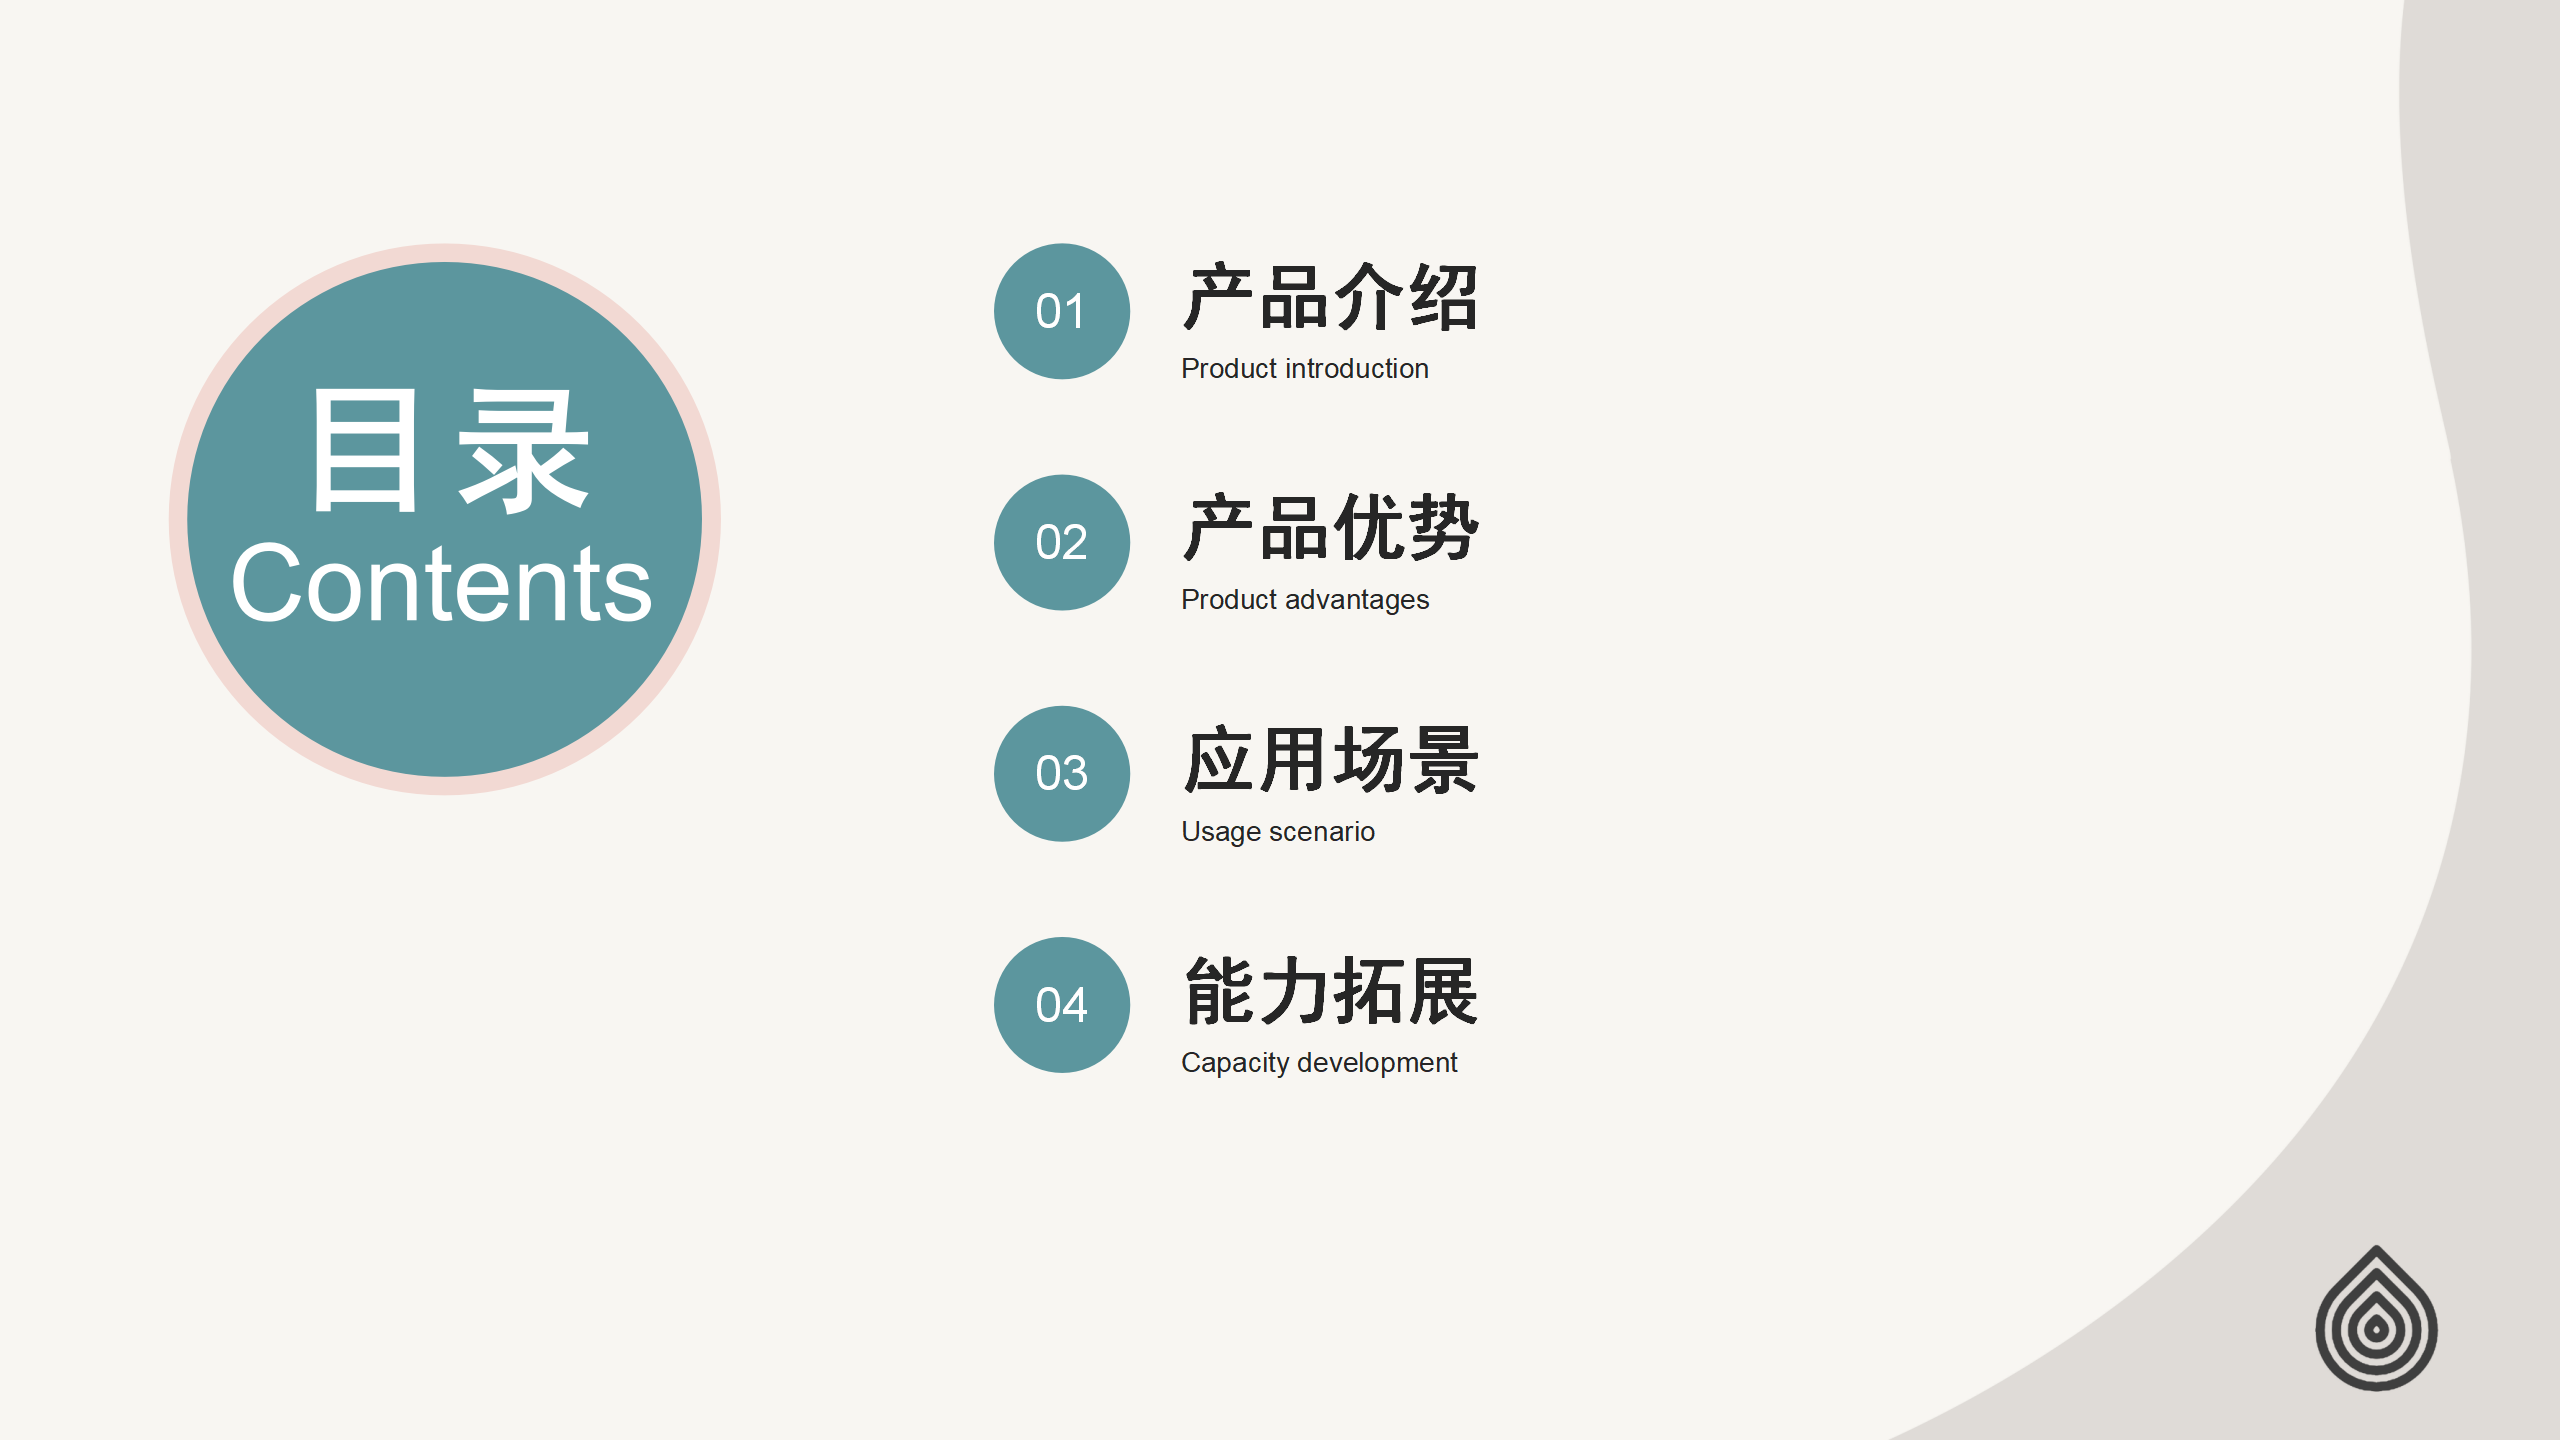 目录
Contents
01
产品介绍
Product introduction
02
产品优势
Product advantages
03
应用场景
Usage scenario
04
能力拓展
Capacity development